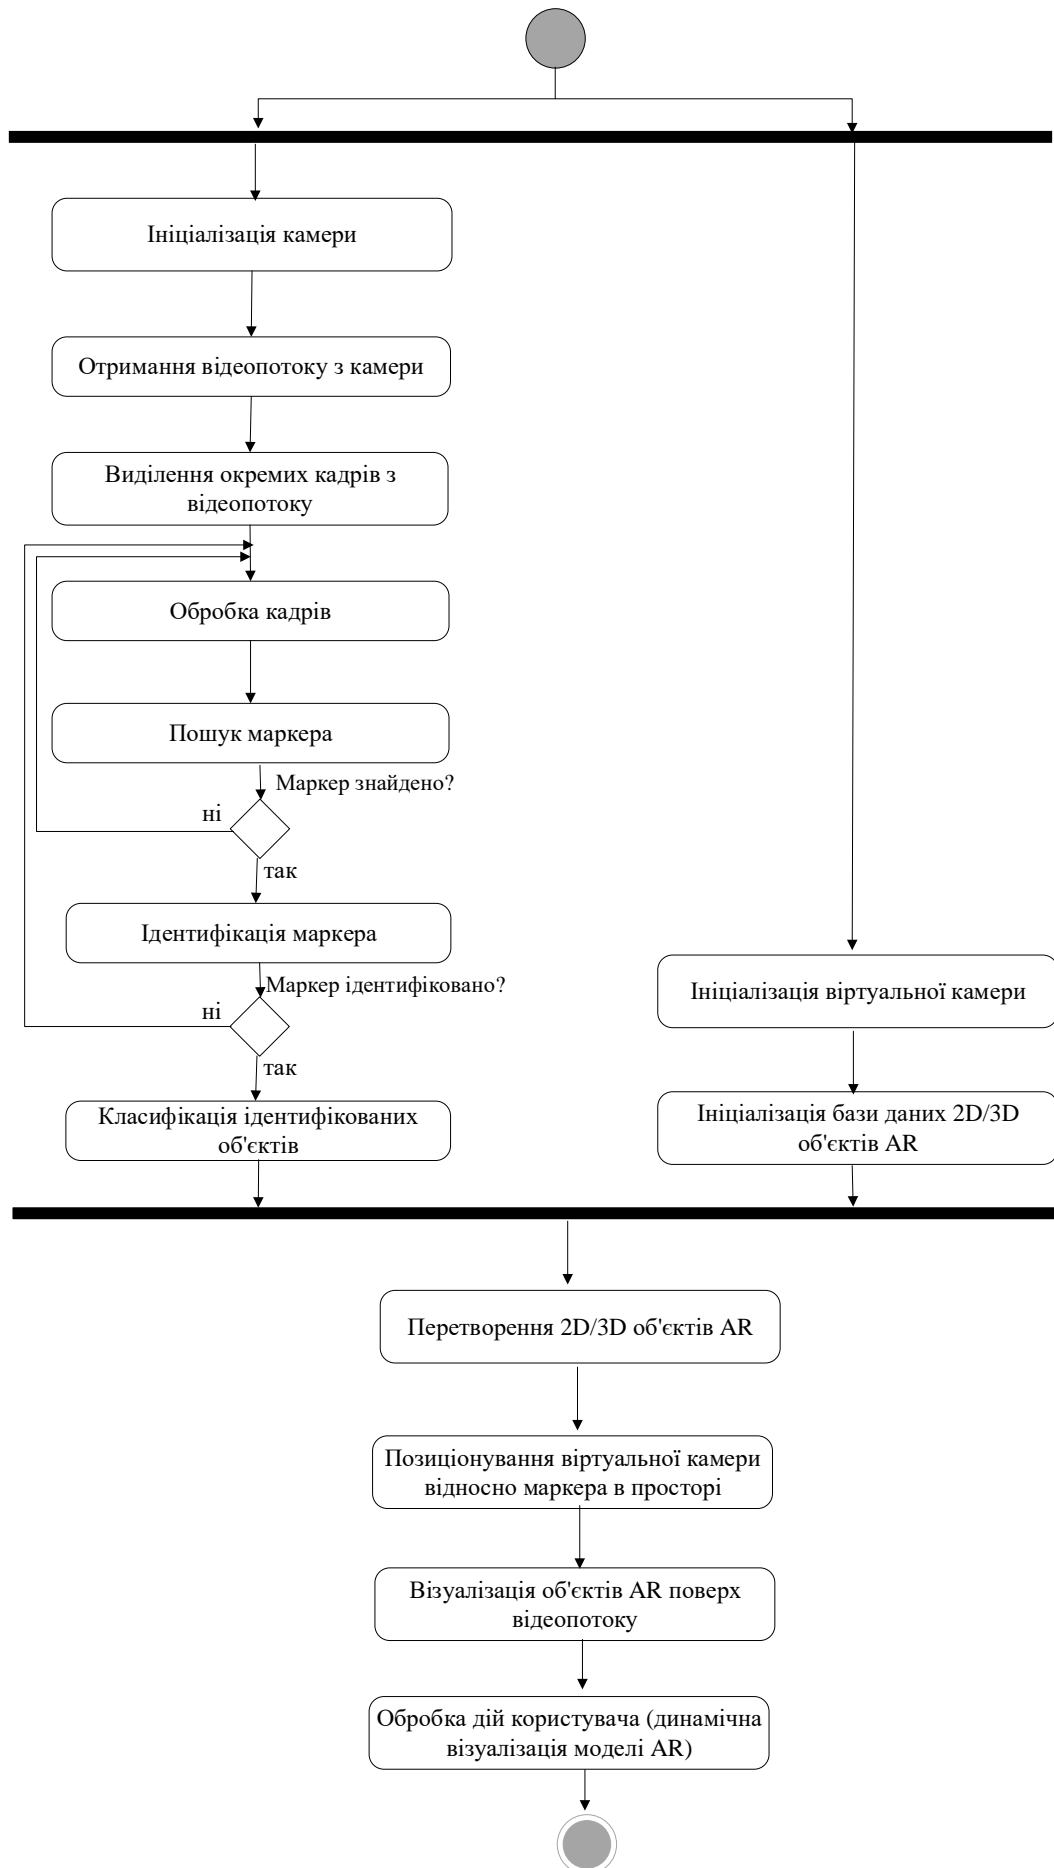 Ініціалізація камери
Отримання відеопотоку з камери
Виділення окремих кадрів з
відеопотоку
Обробка кадрів
Пошук маркера
Маркер знайдено?
ні
так
Ідентифікація маркера
Маркер ідентифіковано?
ні
так
Класифікація ідентифікованих
об'єктів
Ініціалізація віртуальної камери
Ініціалізація бази даних 2D/3D
об'єктів AR
Перетворення 2D/3D об'єктів AR
Позиціонування віртуальної камери
відносно маркера в просторі
Візуалізація об'єктів AR поверх
відеопотоку
Обробка дій користувача (динамічна
візуалізація моделі AR)